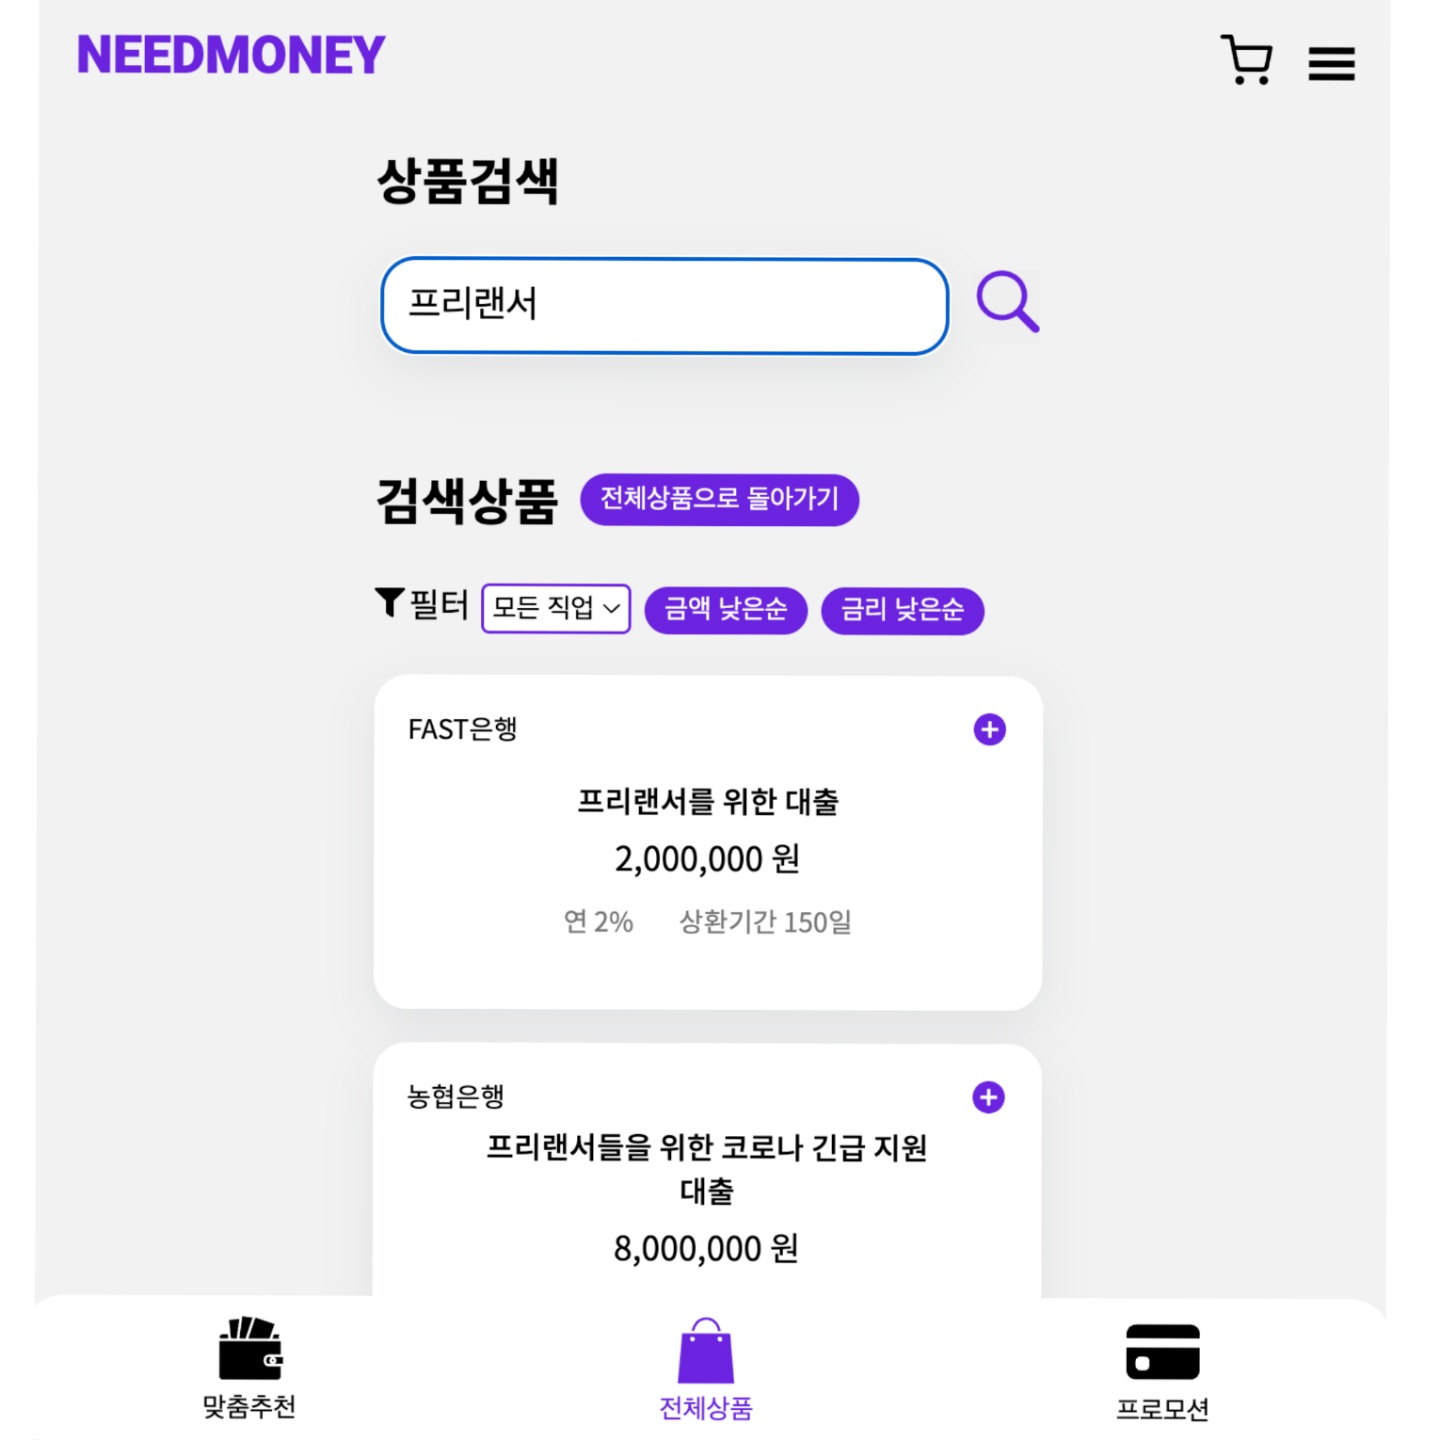 NEEDMONEY
상품검색
프리랜서
검색상품 전체상품으로 돌아가기
필터 모든 직업 금액 낮은순 금리 낮은순
FAST은행
프리랜서를 위한 대출
2,000,000 원
연 2% 상환기간 150일
농협은행
프리랜서들을 위한 코로나 긴급 지원
대출
8,000,000 원
맞춤추천 전체상품 프로모션